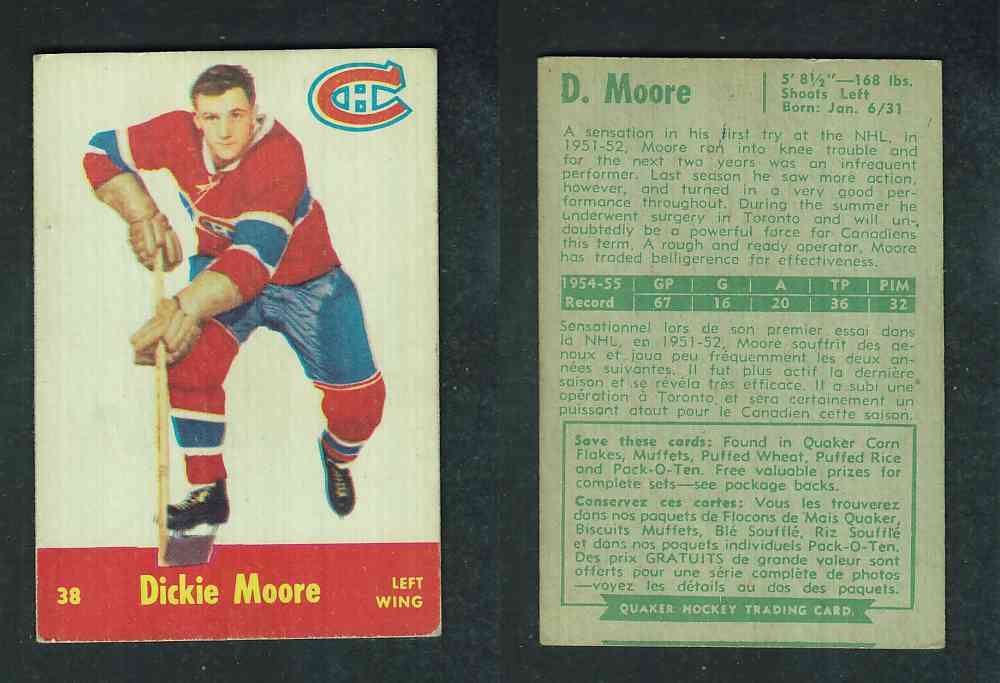 38
Dickie Moore
LEFT
WING
D. Moore
5' 8½"—168 lbs.
Shoots Left
Born: Jan. 6/31
A sensation in his first try at the NHL, in
1951-52, Moore ran into knee trouble and
for the next two years was an infrequent
performer. Last season he saw more action,
however, and turned in a very good per-
formance throughout. During the summer he
underwent surgery in Toronto and will un-
doubtedly be a powerful force for Canadiens
this term. A rough and ready operator, Moore
has traded belligerence for effectiveness.
1954-55 GP G A TP PIM
Record 67 16 20 36 32
Sensationnel lors de son premier essai dans
la NHL, en 1951-52, Moore souffrit des ge-
noux et joua peu fréquemment les deux an-
nées suivantes. Il fut plus actif la dernière
saison et se révéla très efficace. Il a subi une
opération à Toronto et sera certainement un
puissant atout pour le Canadien cette saison.
Save these cards: Found in Quaker Corn
Flakes, Muffets, Puffed Wheat, Puffed Rice
and Pack-O-Ten. Free valuable prizes for
complete sets—see package backs.
Conservez ces cartes: Vous les trouverez
dans nos paquets de Flocons de Mais Quaker,
Biscuits Muffets, Blé Soufflé, Riz Soufflé
et dans nos paquets individuels Pack-O-Ten.
Des prix GRATUITS de grande valeur sont
offerts pour une série complète de photos
—voyez les détails au dos des paquets.
QUAKER HOCKEY TRADING CARD.